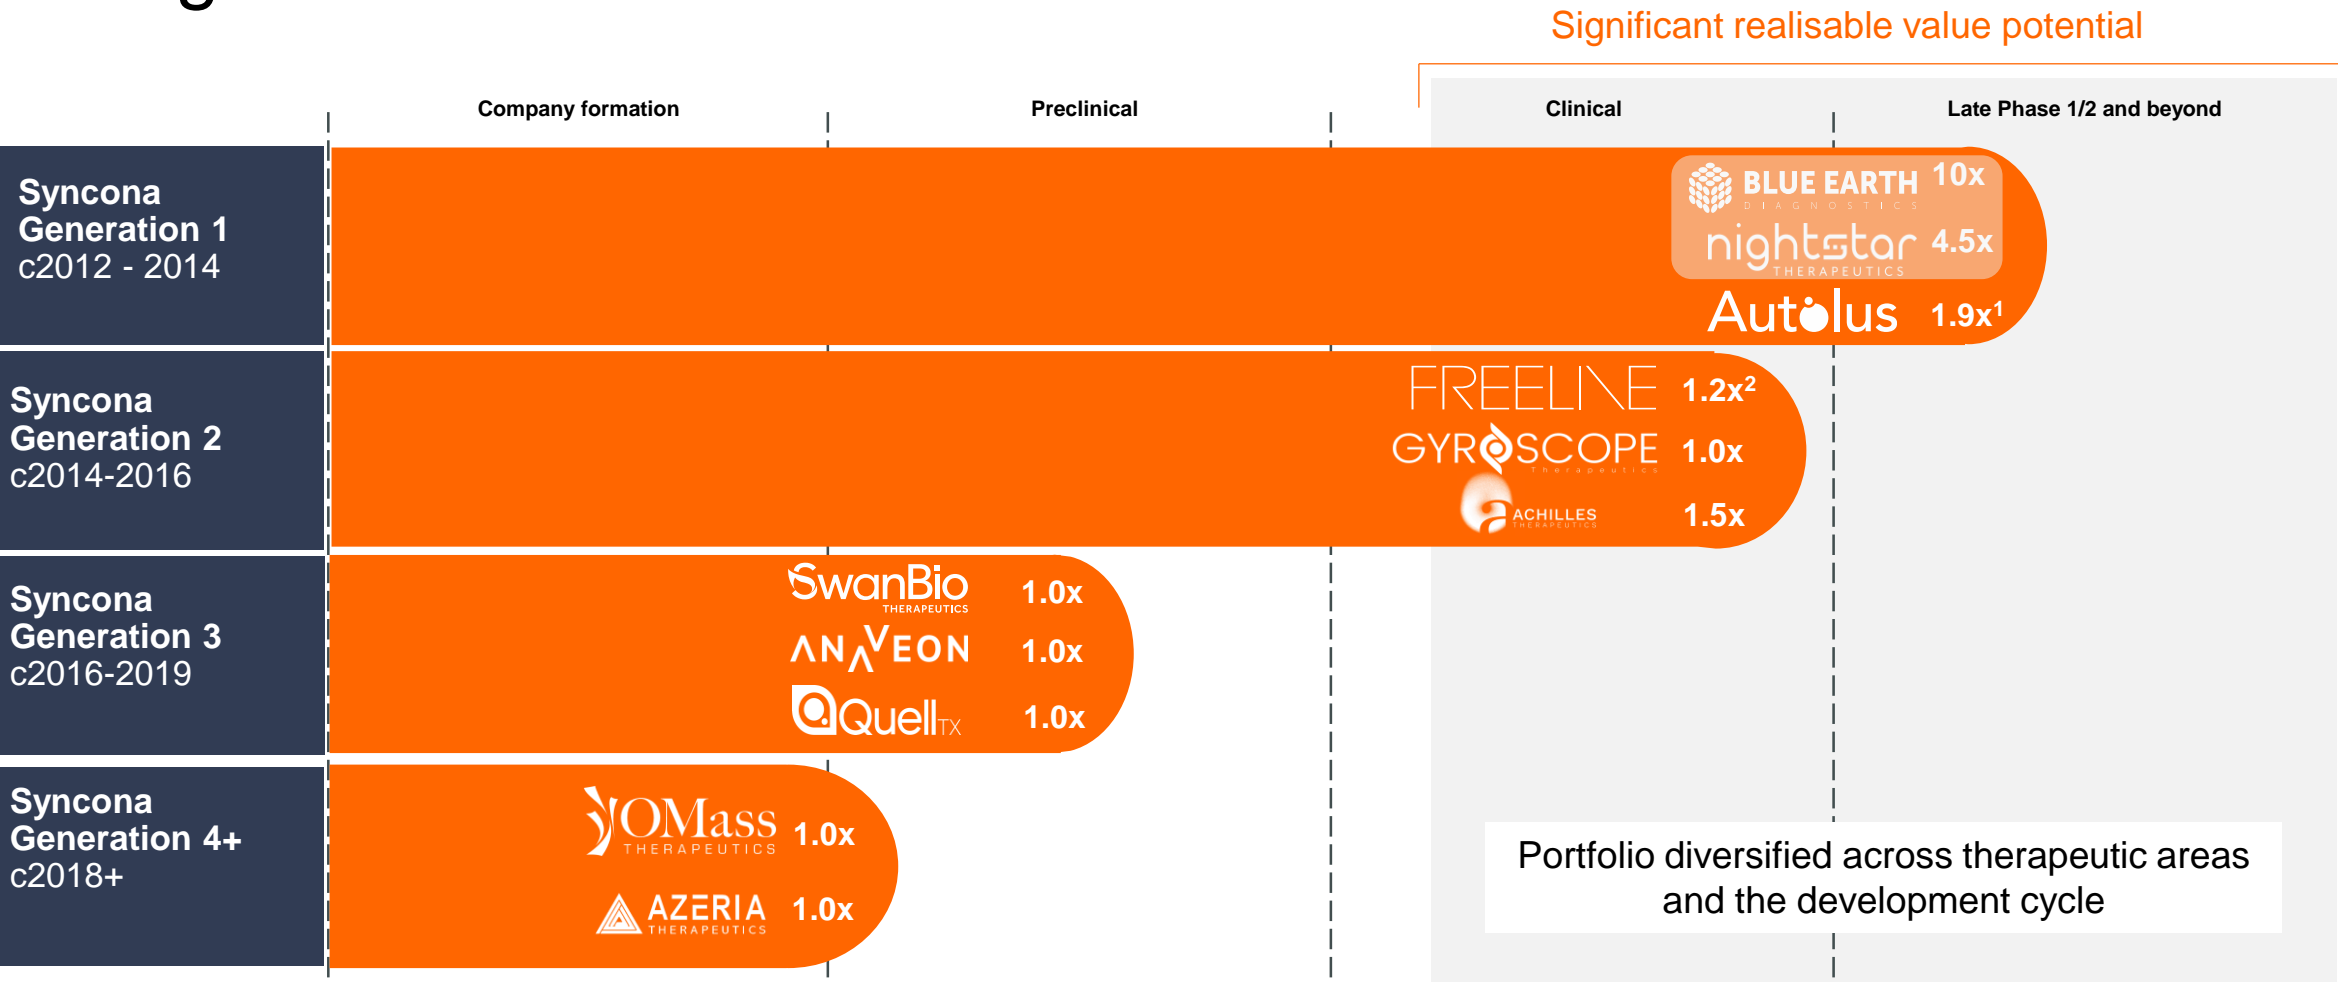 g
Significant realisable value potential
Company formation
Preclinical
Clinical
Late Phase 1/2 and beyond
Syncona
Generation 1
c2012 - 2014
BLUE EARTH 10x
DIAGNOSTICS
nightstar 4.5x
THERAPEUTICS
Autolus 1.9x¹
Syncona
Generation 2
c2014-2016
FREELINE 1.2x²
GYROSCOPE 1.0x
Therapeutics
ACHILLES 1.5x
THERAPEUTICS
Syncona
Generation 3
c2016-2019
SwanBio 1.0x
THERAPEUTICS
ANAVEON 1.0x
QuellTX 1.0x
Syncona
Generation 4+
c2018+
OMass 1.0x
THERAPEUTICS
AZERIA 1.0x
THERAPEUTICS
Portfolio diversified across therapeutic areas
and the development cycle